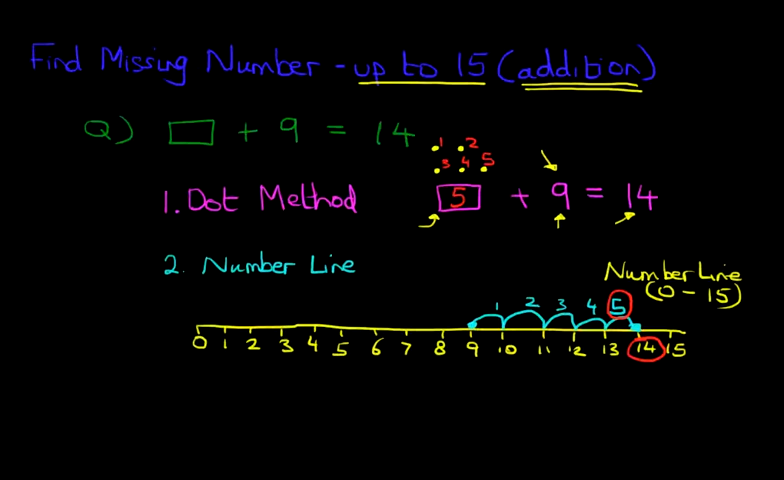 Find Missing Number - up to 15 (addition)
Q) □ + 9 = 14
1 2
3 4 5
1. Dot Method 5 + 9 = 14
2. Number Line
Number Line
(0 - 15)
1 2 3 4 5
0 1 2 3 4 5 6 7 8 9 10 11 12 13 14 15